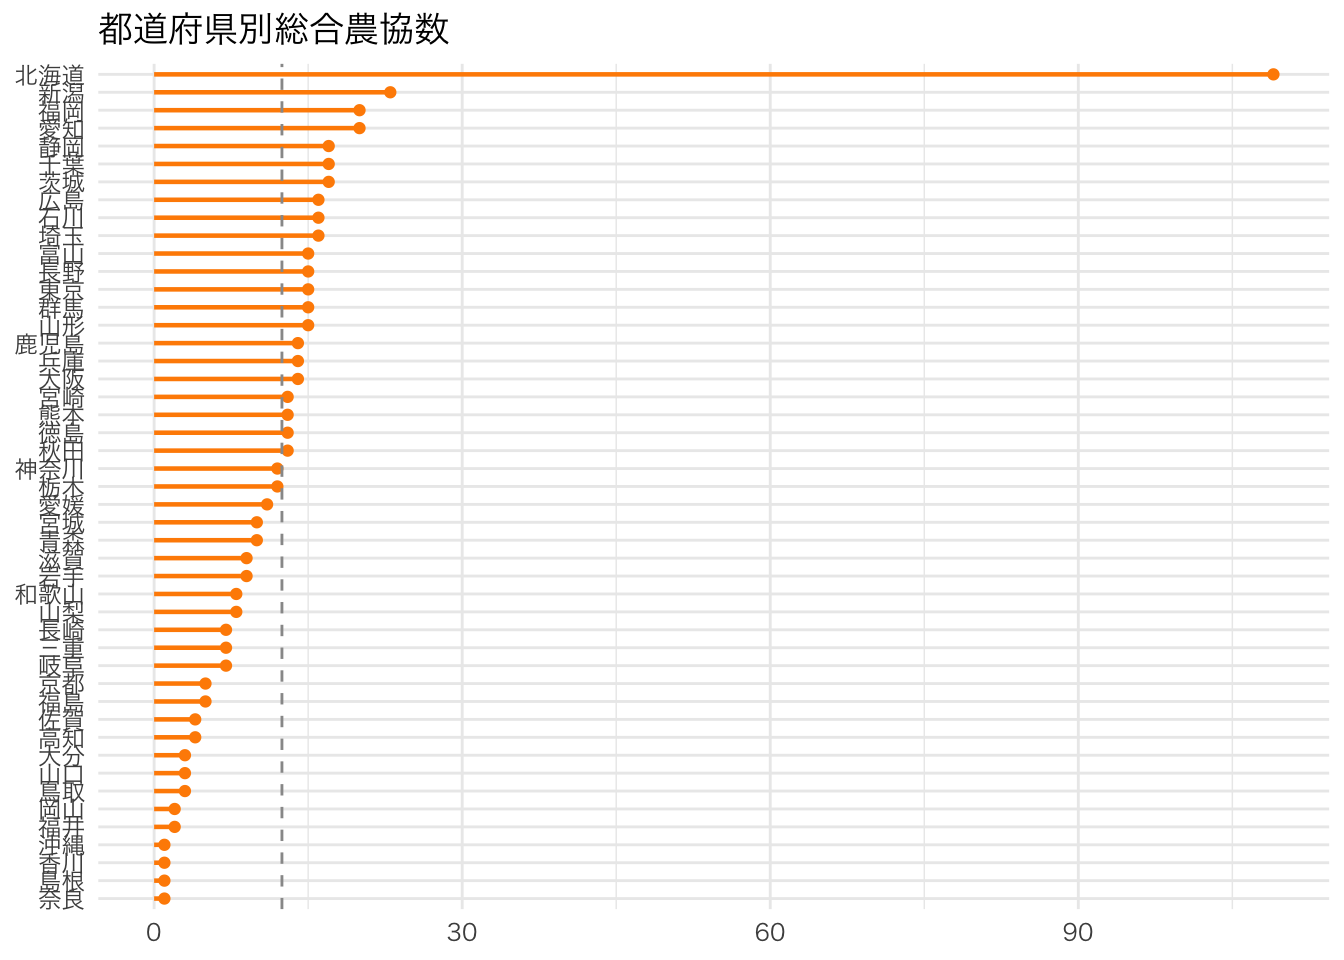 都道府県別総合農協数
北海道
新潟
福岡
愛知
静岡
千葉
茨城
広島
石川
埼玉
富山
長野
東京
群馬
山形
鹿児島
兵庫
大阪
宮崎
熊本
徳島
秋田
神奈川
栃木
愛媛
宮城
青森
滋賀
岩手
和歌山
山梨
長崎
三重
岐阜
京都
福島
佐賀
高知
大分
山口
鳥取
岡山
福井
沖縄
香川
島根
奈良
0 30 60 90